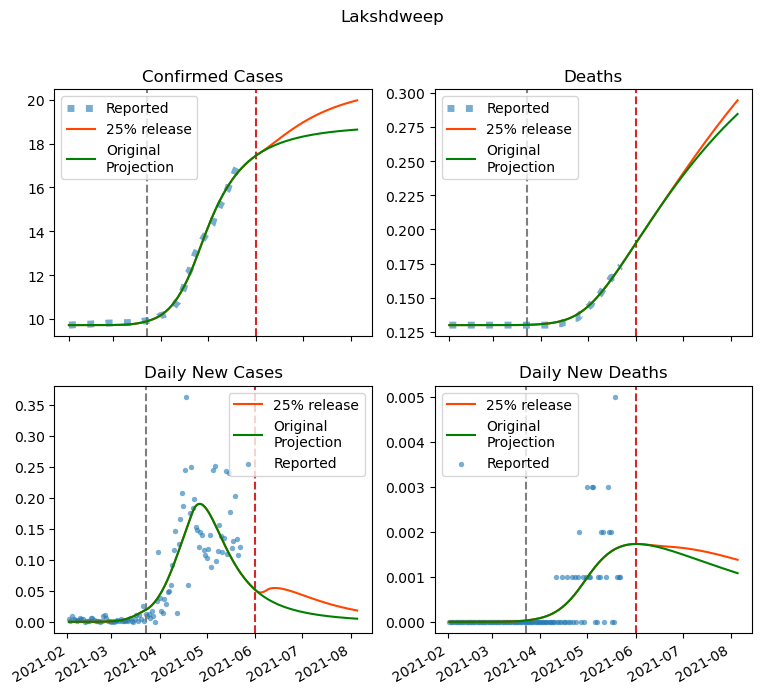 Lakshdweep
Confirmed Cases
Reported
25% release
Original
Projection
20
18
16
14
12
10
Deaths
Reported
25% release
Original
Projection
0.300
0.275
0.250
0.225
0.200
0.175
0.150
0.125
Daily New Cases
25% release
Original
Projection
Reported
0.35
0.30
0.25
0.20
0.15
0.10
0.05
0.00
2021-02
2021-03
2021-04
2021-05
2021-06
2021-07
2021-08
Daily New Deaths
25% release
Original
Projection
Reported
0.005
0.004
0.003
0.002
0.001
0.000
2021-02
2021-03
2021-04
2021-05
2021-06
2021-07
2021-08